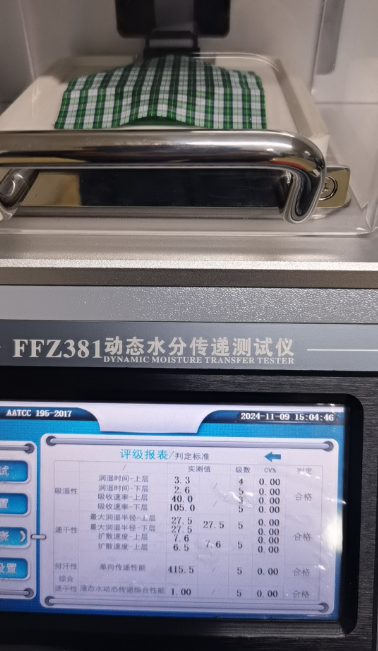 FFZ381动态水分传递测试仪
DYNAMIC MOISTURE TRANSFER TESTER
AATCC 195-2017
2024-11-09 15:04:46
评级报表/判定标准
实测值 级数 CV% 判定
试
置
表
设置
吸湿性
润湿时间-上层 3.3 / 4 0.00
润湿时间-下层 2.6 / 5 0.00
吸收速率-上层 40.0 / 0.00
吸收速率-下层 105.0 / 5 0.00
合格
速干性
最大润湿半径-上层 27.5 27.5 5 0.00
最大润湿半径-下层 27.5 0.00
扩散速度-上层 7.6 7.6 5 0.00
扩散速度-下层 6.5 0.00
合格
排汗性 单向传递性能 415.5 / 5 0.00 合格
综合
速干性 液态水动态传递综合性能 1.00 / 5 0.00 合格